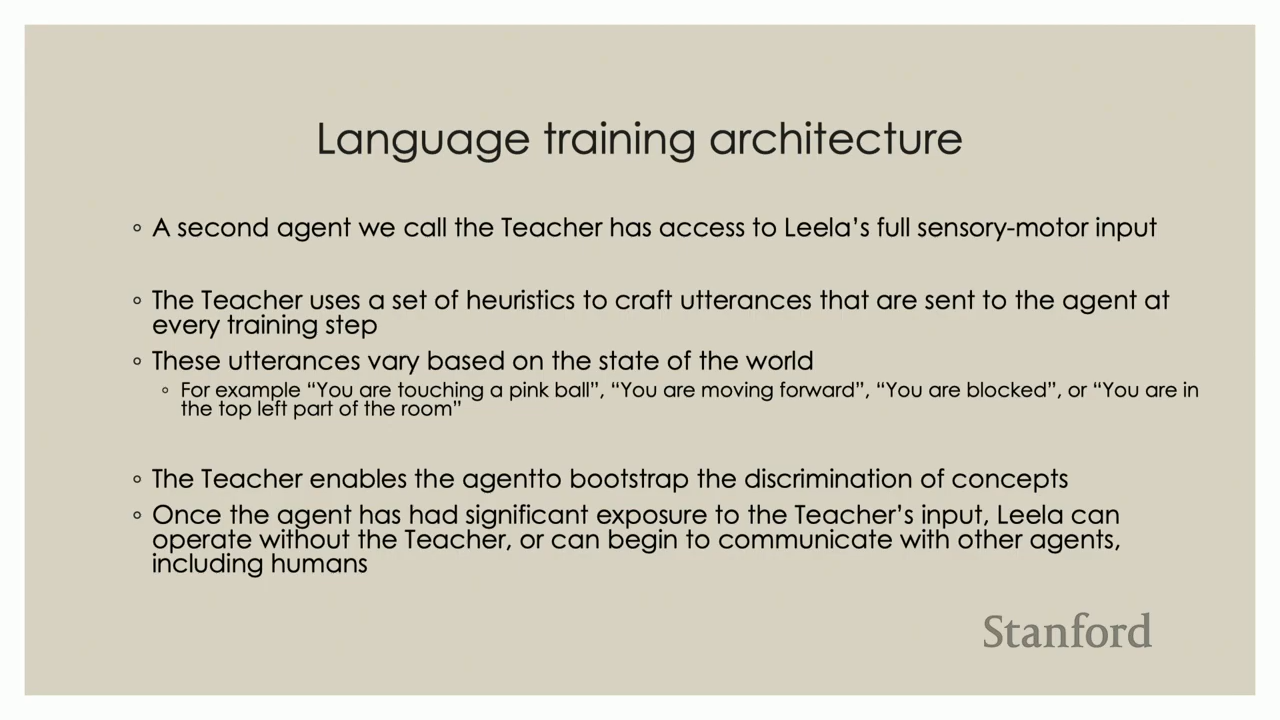 Language training architecture
◦ A second agent we call the Teacher has access to Leela’s full sensory-motor input
◦ The Teacher uses a set of heuristics to craft utterances that are sent to the agent at
every training step
◦ These utterances vary based on the state of the world
◦ For example “You are touching a pink ball”, “You are moving forward”, “You are blocked”, or “You are in
the top left part of the room”
◦ The Teacher enables the agentto bootstrap the discrimination of concepts
◦ Once the agent has had significant exposure to the Teacher’s input, Leela can
operate without the Teacher, or can begin to communicate with other agents,
including humans
Stanford